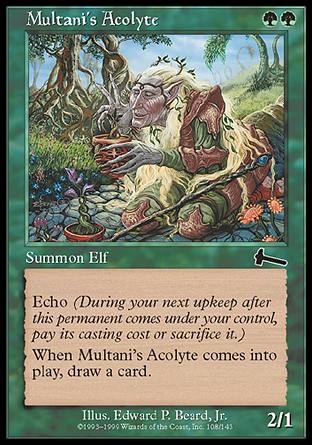 Multani's Acolyte
Summon Elf
Echo (During your next upkeep after
this permanent comes under your control,
pay its casting cost or sacrifice it.)
When Multani's Acolyte comes into
play, draw a card.
Illus. Edward P. Beard, Jr.
©1993–1999 Wizards of the Coast, Inc. 108/143
2/1